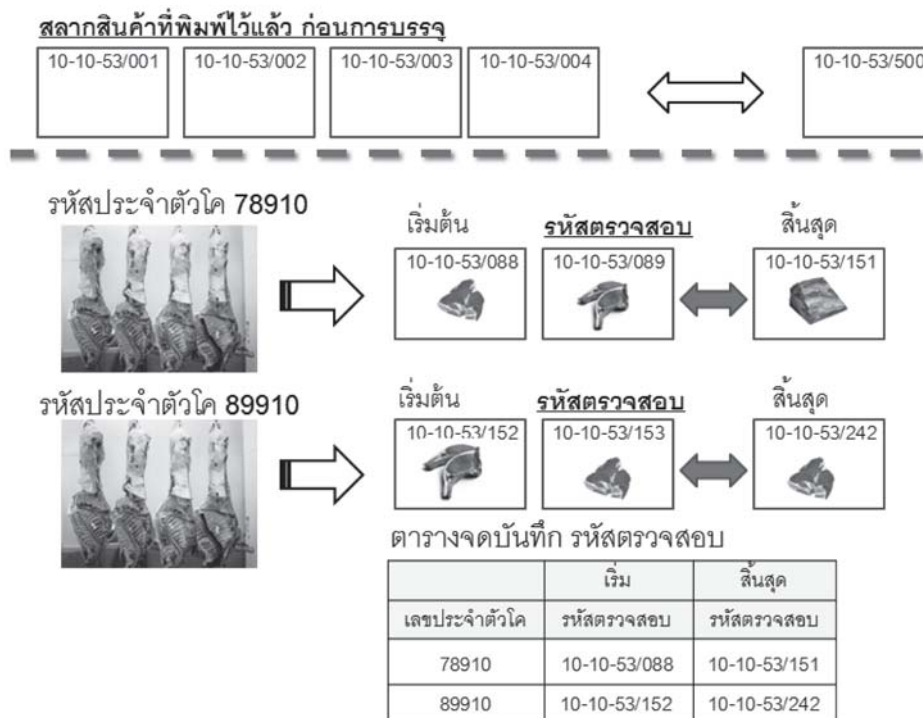 สลากสินค้าที่พิมพ์ไว้แล้ว ก่อนการบรรจุ
10-10-53/001 10-10-53/002 10-10-53/003 10-10-53/004 10-10-53/500
รหัสประจำตัวโค 78910
เริ่มต้น รหัสตรวจสอบ สิ้นสุด
10-10-53/088 10-10-53/089 10-10-53/151
รหัสประจำตัวโค 89910
เริ่มต้น รหัสตรวจสอบ สิ้นสุด
10-10-53/152 10-10-53/153 10-10-53/242
ตารางจดบันทึก รหัสตรวจสอบ
เริ่ม สิ้นสุด
เลขประจำตัวโค รหัสตรวจสอบ รหัสตรวจสอบ
78910 10-10-53/088 10-10-53/151
89910 10-10-53/152 10-10-53/242